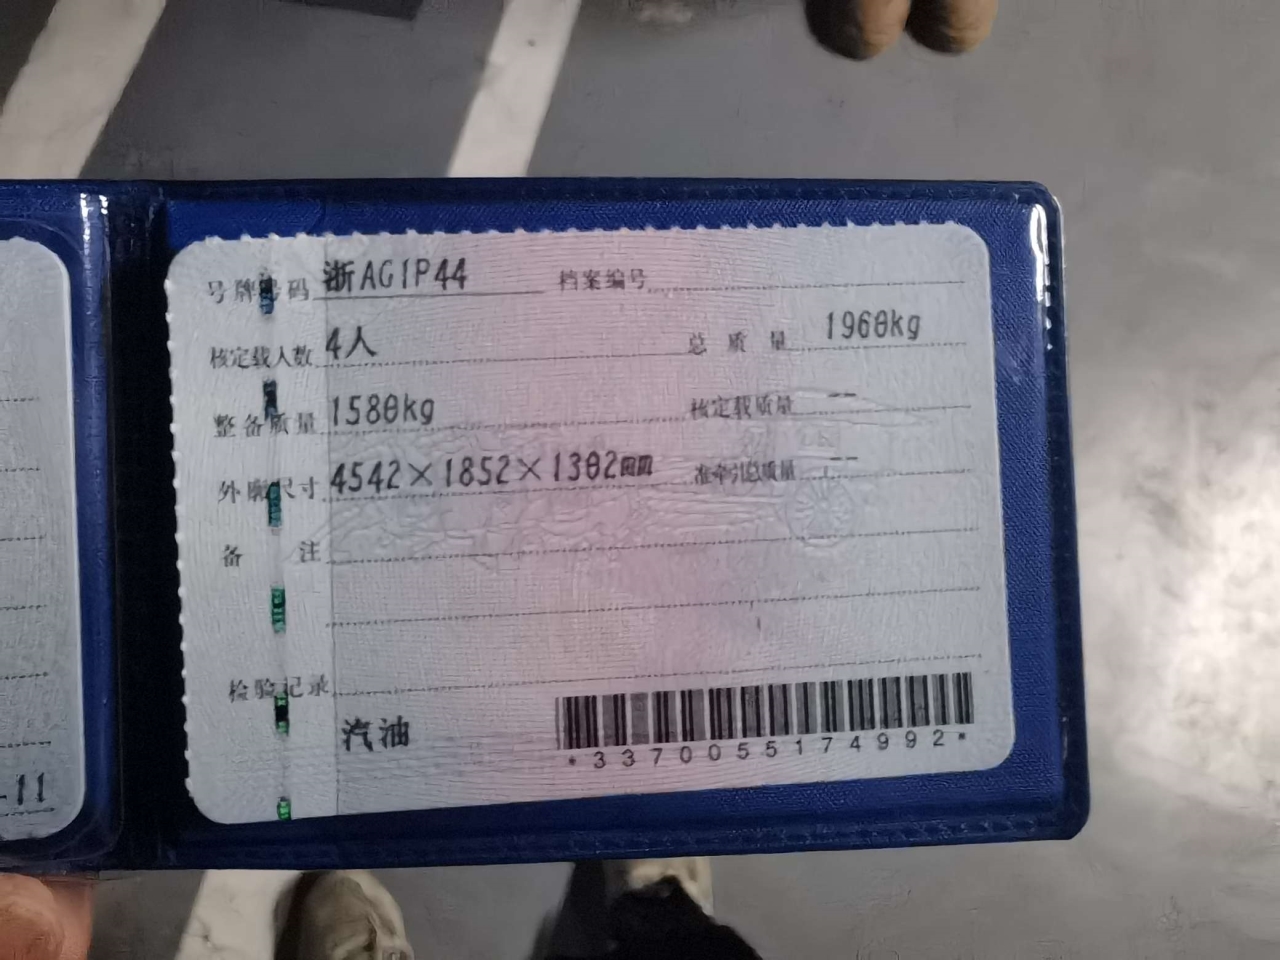 号牌号码 浙AG1P44 档案编号
核定载人数 4人 总质量 1960kg
整备质量 1580kg 核定载质量 --
外廓尺寸 4542×1852×1302mm 准牵引总质量 --
备注
检验记录
汽油
*3370055174992*
-11